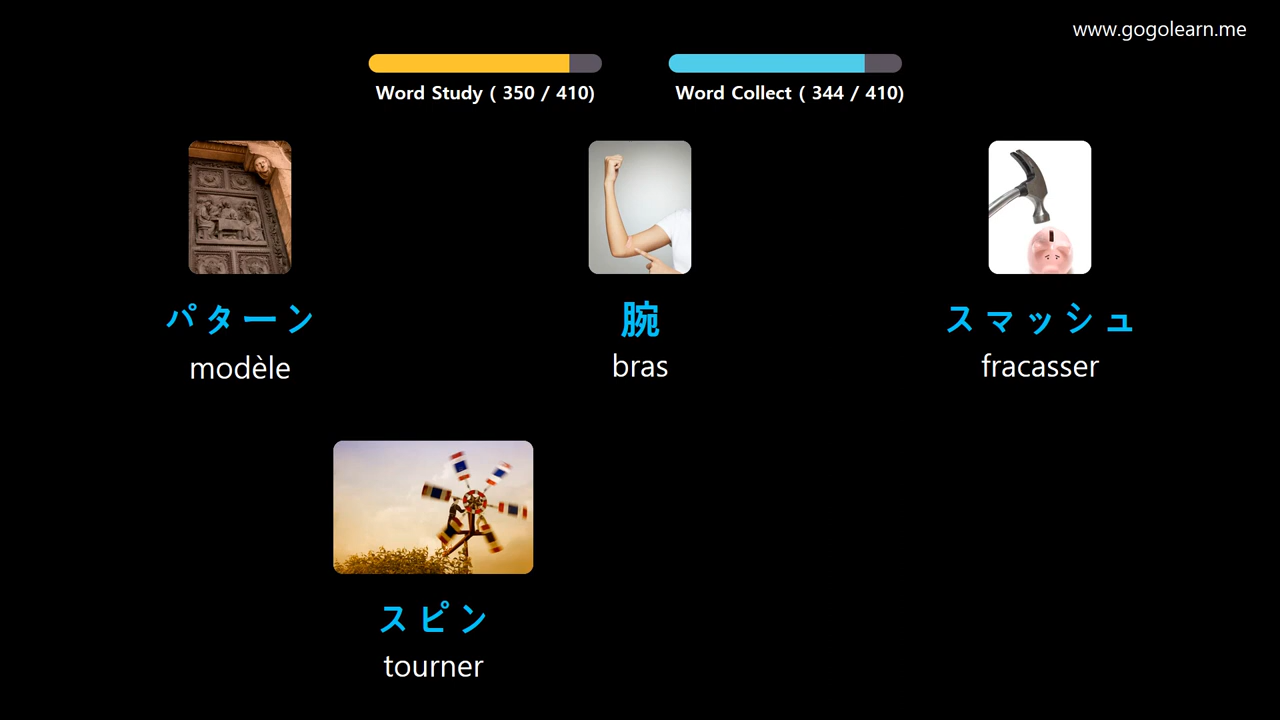 www.gogolearn.me
Word Study ( 350 / 410)
Word Collect ( 344 / 410)
パターン
modèle
腕
bras
スマッシュ
fracasser
スピン
tourner